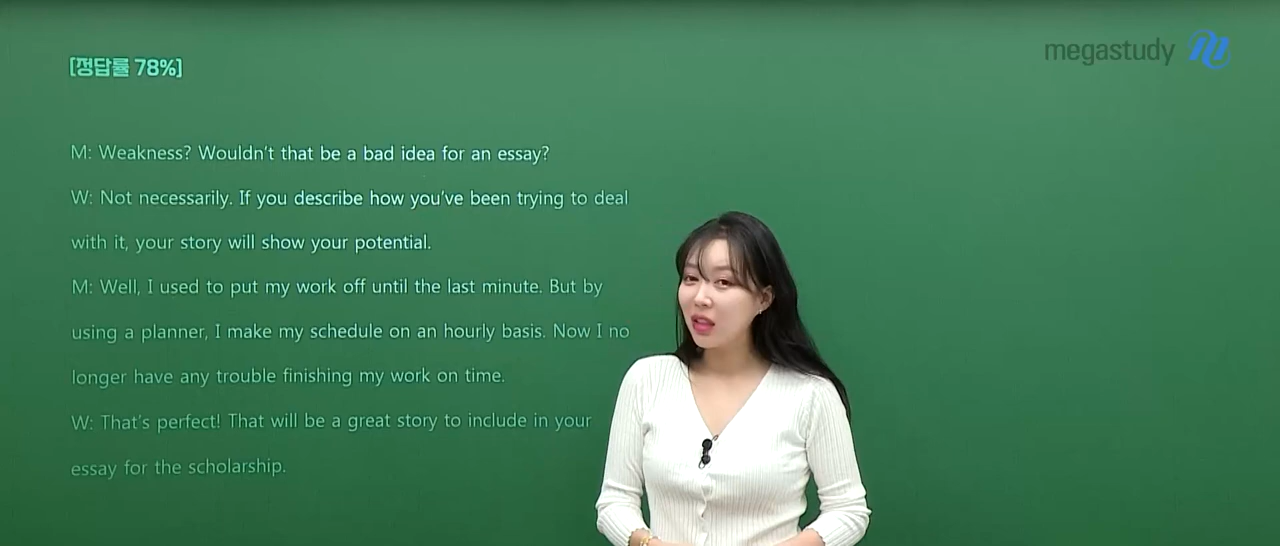 [정답률 78%]
megastudy
M: Weakness? Wouldn't that be a bad idea for an essay?
W: Not necessarily. If you describe how you've been trying to deal
with it, your story will show your potential.
M: Well, I used to put my work off until the last minute. But by
using a planner, I make my schedule on an hourly basis. Now I no
longer have any trouble finishing my work on time.
W: That's perfect! That will be a great story to include in your
essay for the scholarship.